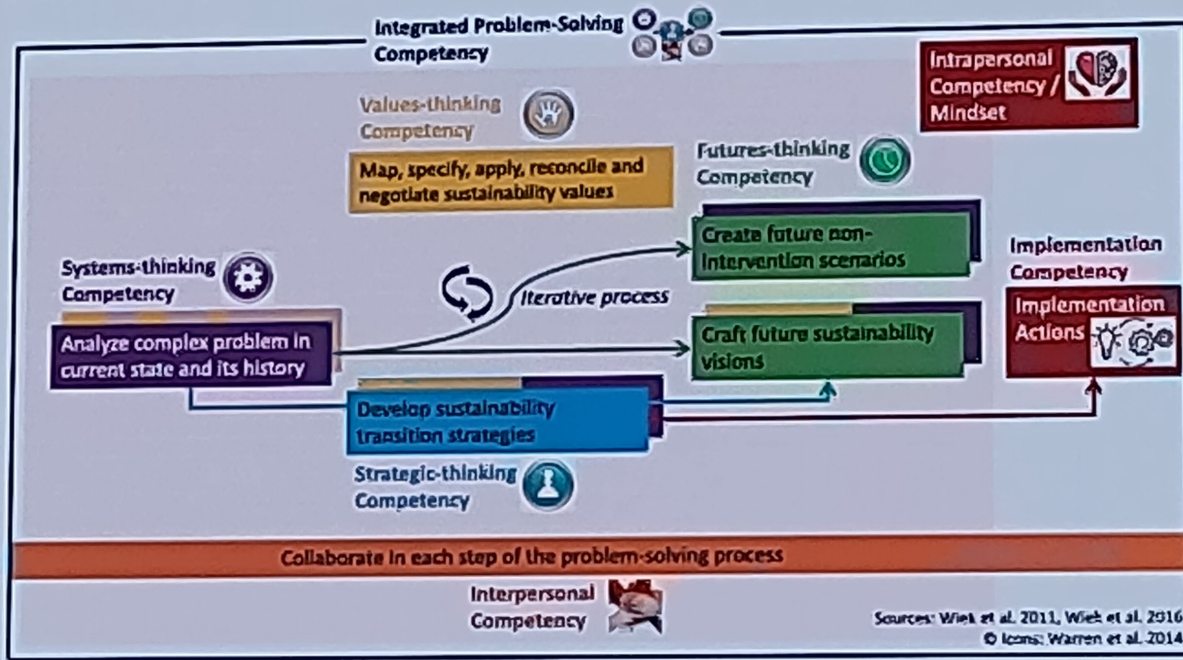 Integrated Problem-Solving
Competency
Intrapersonal
Competency /
Mindset
Values-thinking
Competency
Map, specify, apply, reconcile and
negotiate sustainability values
Futures-thinking
Competency
Create future non-
intervention scenarios
Systems-thinking
Competency
Iterative process
Implementation
Competency
Implementation
Actions
Analyze complex problem in
current state and its history
Craft future sustainability
visions
Develop sustainability
transition strategies
Strategic-thinking
Competency
Collaborate in each step of the problem-solving process
Interpersonal
Competency
Sources: Wiek et al. 2011, Wiek et al. 2016
© Icons: Warren et al. 2014